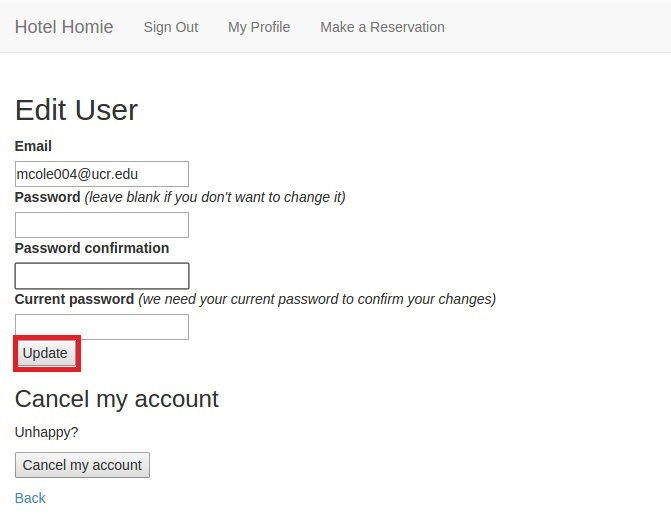 Hotel Homie Sign Out My Profile Make a Reservation
Edit User
Email
mcole004@ucr.edu
Password (leave blank if you don't want to change it)
Password confirmation
Current password (we need your current password to confirm your changes)
Update
Cancel my account
Unhappy?
Cancel my account
Back